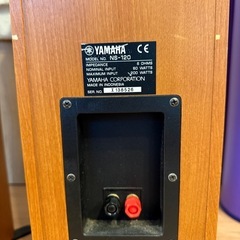 YAMAHA CE
MODEL NO. NS-120
IMPEDANCE 6 OHMS
NOMINAL INPUT 60 WATTS
MAXIMUM INPUT 200 WATTS
YAMAHA CORPORATION
MADE IN INDONESIA
SER NO.